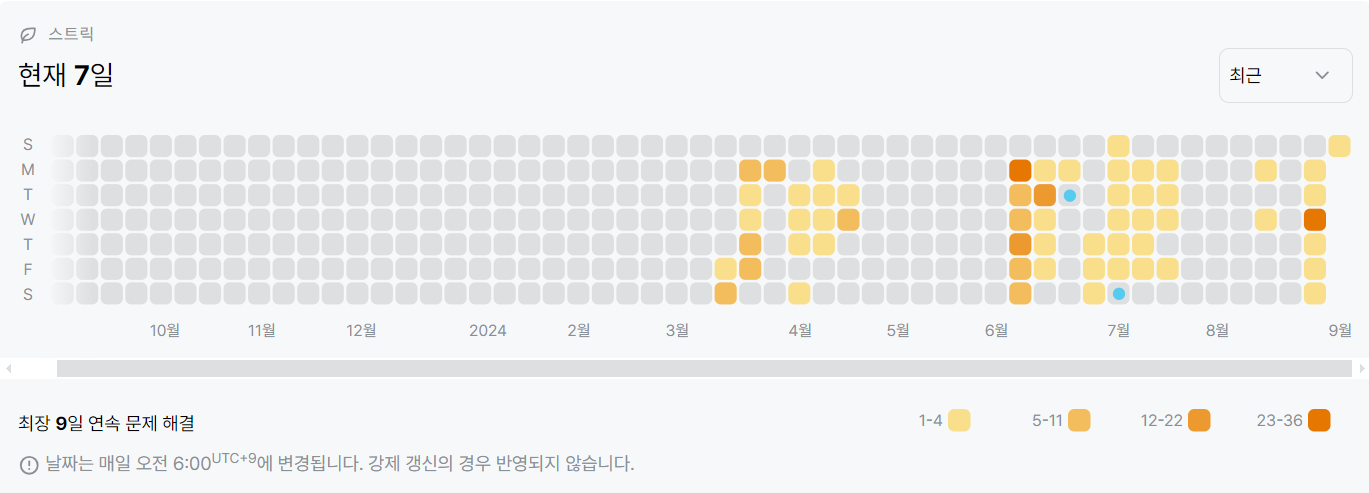 스트릭
현재 7일
최근
S
M
T
W
T
F
S
10월 11월 12월 2024 2월 3월 4월 5월 6월 7월 8월 9월
최장 9일 연속 문제 해결
1-4 5-11 12-22 23-36
날짜는 매일 오전 6:00UTC+9에 변경됩니다. 강제 갱신의 경우 반영되지 않습니다.